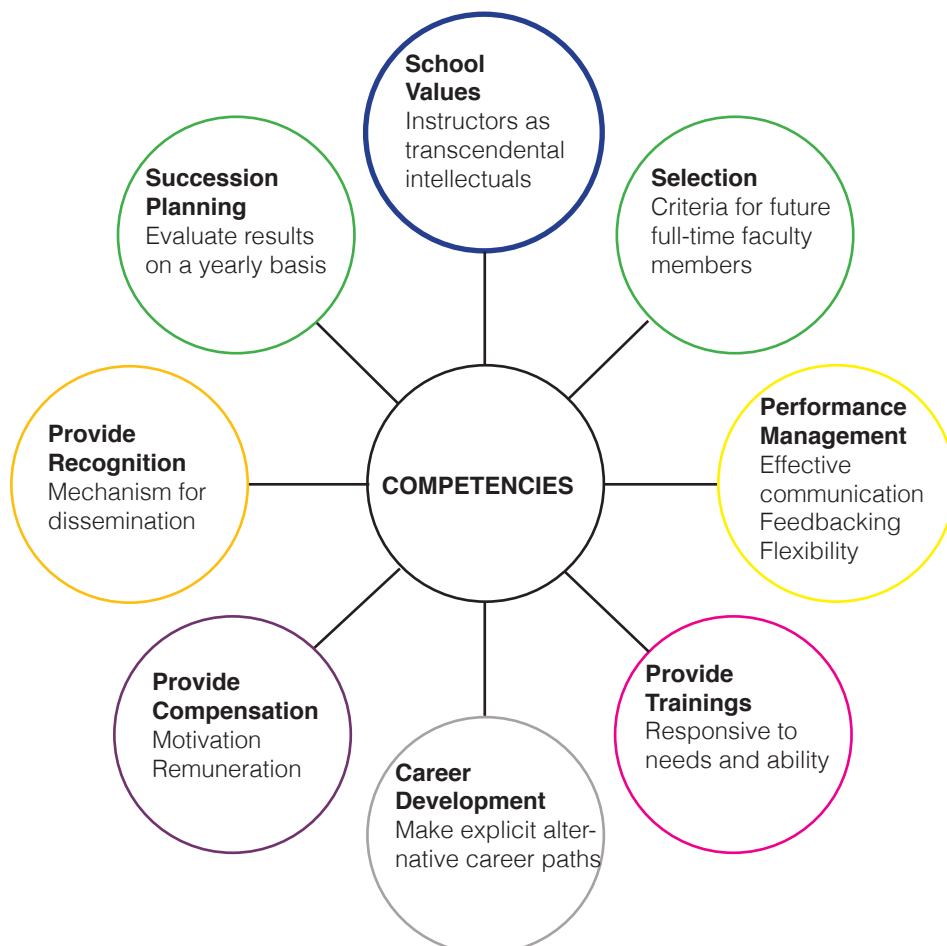 School
Values
Instructors as
transcendental
intellectuals
Selection
Criteria for future
full-time faculty
members
Performance
Management
Effective
communication
Feedbacking
Flexibility
Provide
Trainings
Responsive to
needs and ability
Career
Development
Make explicit alter-
native career paths
Provide
Compensation
Motivation
Remuneration
Provide
Recognition
Mechanism for
dissemination
Succession
Planning
Evaluate results
on a yearly basis
COMPETENCIES